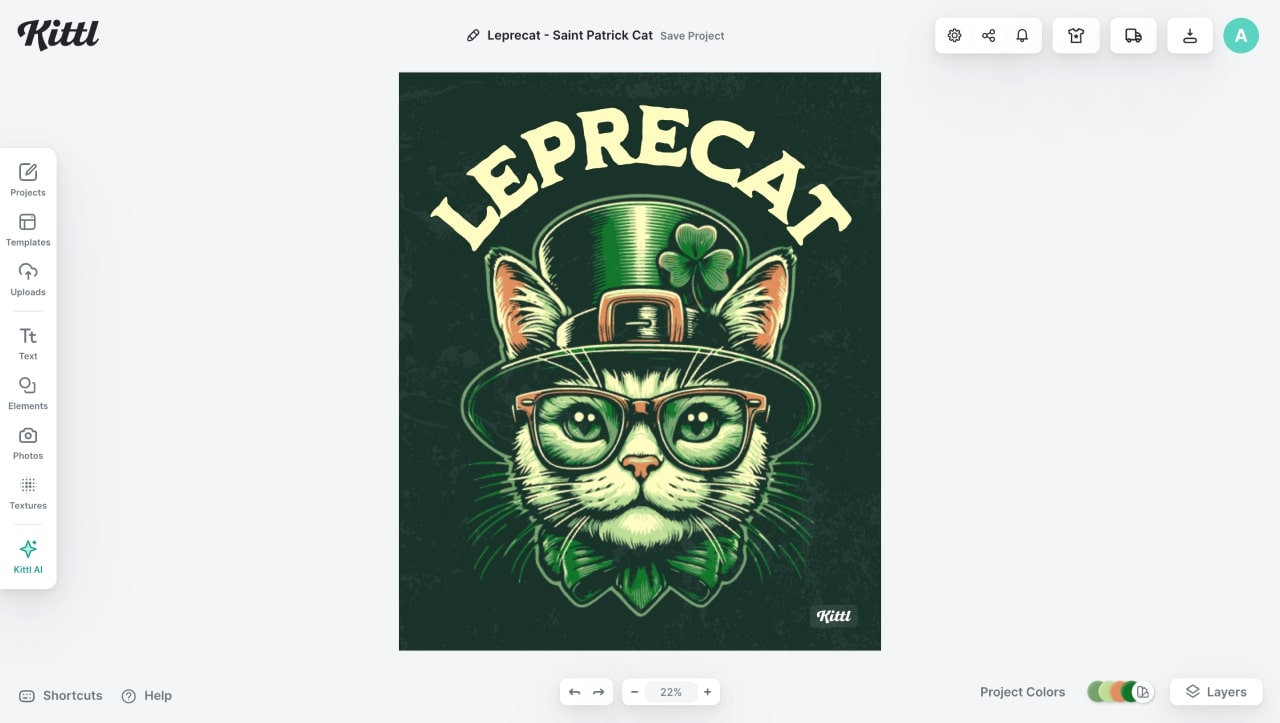 Kittl
Leprecat - Saint Patrick Cat Save Project
A
LEPRECAT
Projects
Templates
Uploads
Tt
Text
Elements
Photos
Textures
Kittl AI
Kittl
Shortcuts
Help
22%
Project Colors
Layers